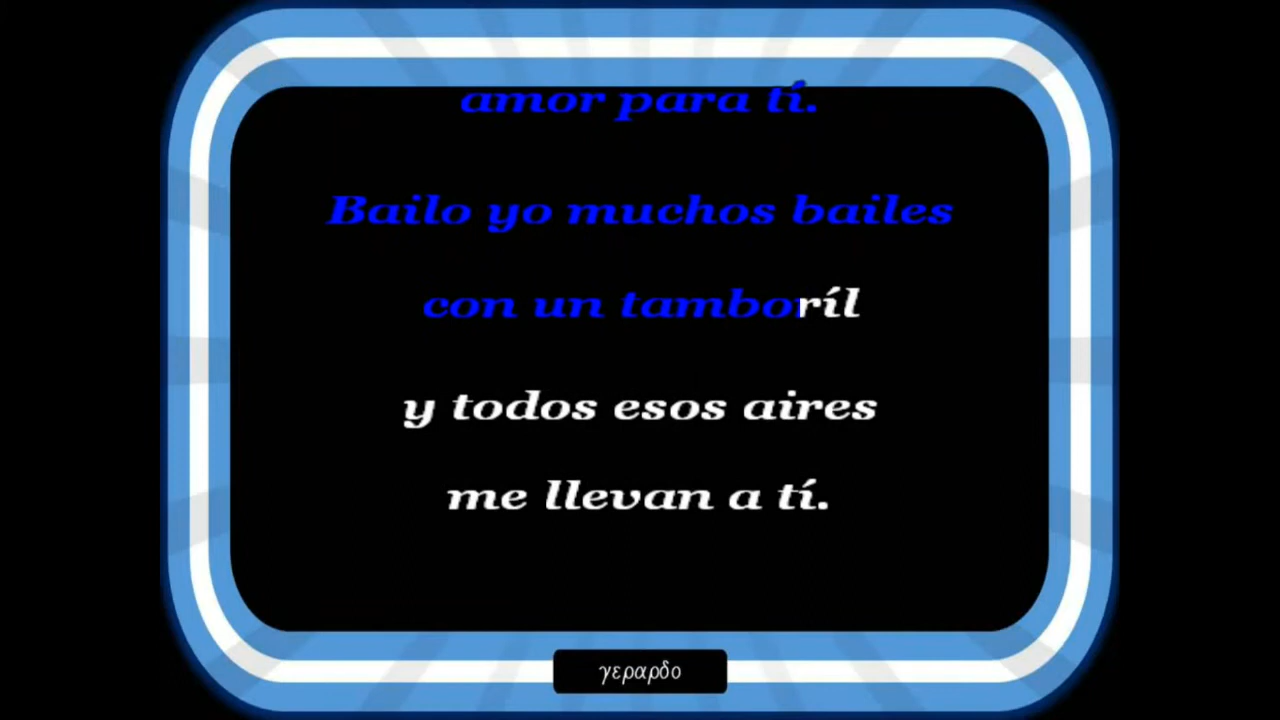 amor para tí.
Bailo yo muchos bailes
con un tamboríl
y todos esos aires
me llevan a tí.
γεραρδο